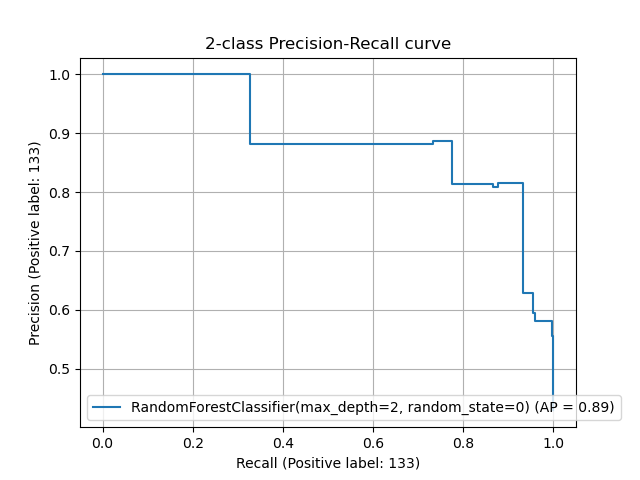 2-class Precision-Recall curve
1.0
0.9
0.8
0.7
0.6
0.5
Precision (Positive label: 133)
RandomForestClassifier(max_depth=2, random_state=0) (AP = 0.89)
0.0 0.2 0.4 0.6 0.8 1.0
Recall (Positive label: 133)